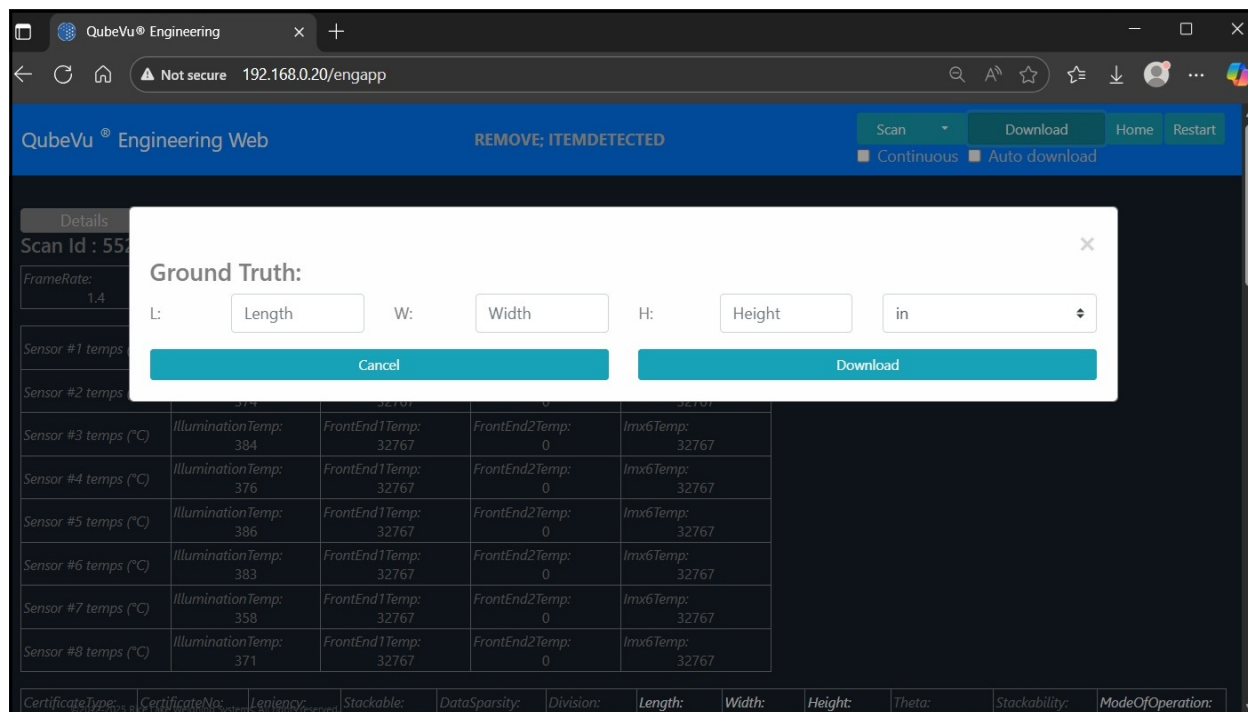 QubeVu® Engineering
Not secure 192.168.0.20/engapp
QubeVu ® Engineering Web
REMOVE; ITEMDETECTED
Scan Download Home Restart
Continuous Auto download
Details
Scan Id : 552
Ground Truth:
L: Length W: Width H: Height in
Cancel Download
FrameRate:
1.4
Sensor #1 temps
Sensor #2 temps
374 32767 0 32767
Sensor #3 temps (°C) IlluminationTemp: FrontEnd1Temp: FrontEnd2Temp: Imx6Temp:
384 32767 0 32767
Sensor #4 temps (°C) IlluminationTemp: FrontEnd1Temp: FrontEnd2Temp: Imx6Temp:
376 32767 0 32767
Sensor #5 temps (°C) IlluminationTemp: FrontEnd1Temp: FrontEnd2Temp: Imx6Temp:
386 32767 0 32767
Sensor #6 temps (°C) IlluminationTemp: FrontEnd1Temp: FrontEnd2Temp: Imx6Temp:
383 32767 0 32767
Sensor #7 temps (°C) IlluminationTemp: FrontEnd1Temp: FrontEnd2Temp: Imx6Temp:
358 32767 0 32767
Sensor #8 temps (°C) IlluminationTemp: FrontEnd1Temp: FrontEnd2Temp: Imx6Temp:
371 32767 0 32767
CertificateType: CertificateNo: Leniency: Stackable: DataSparsity: Division: Length: Width: Height: Theta: Stackability: ModeOfOperation: